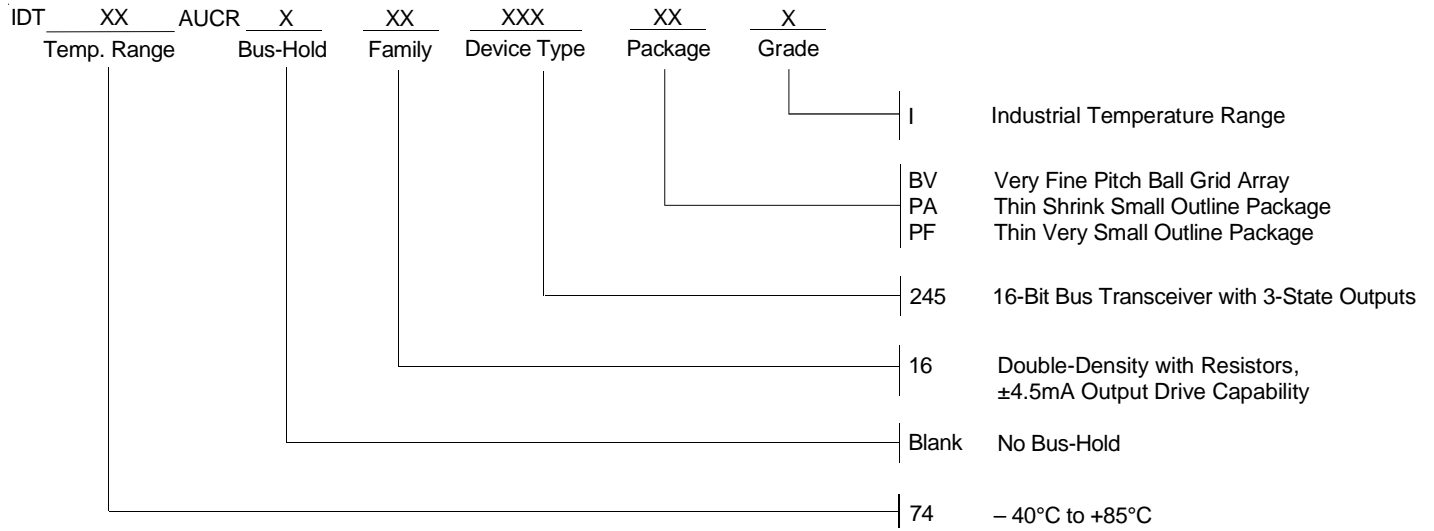 IDT XX AUCR X XX XXX XX X
Temp. Range Bus-Hold Family Device Type Package Grade
I Industrial Temperature Range
BV Very Fine Pitch Ball Grid Array
PA Thin Shrink Small Outline Package
PF Thin Very Small Outline Package
245 16-Bit Bus Transceiver with 3-State Outputs
16 Double-Density with Resistors,
±4.5mA Output Drive Capability
Blank No Bus-Hold
74 – 40°C to +85°C